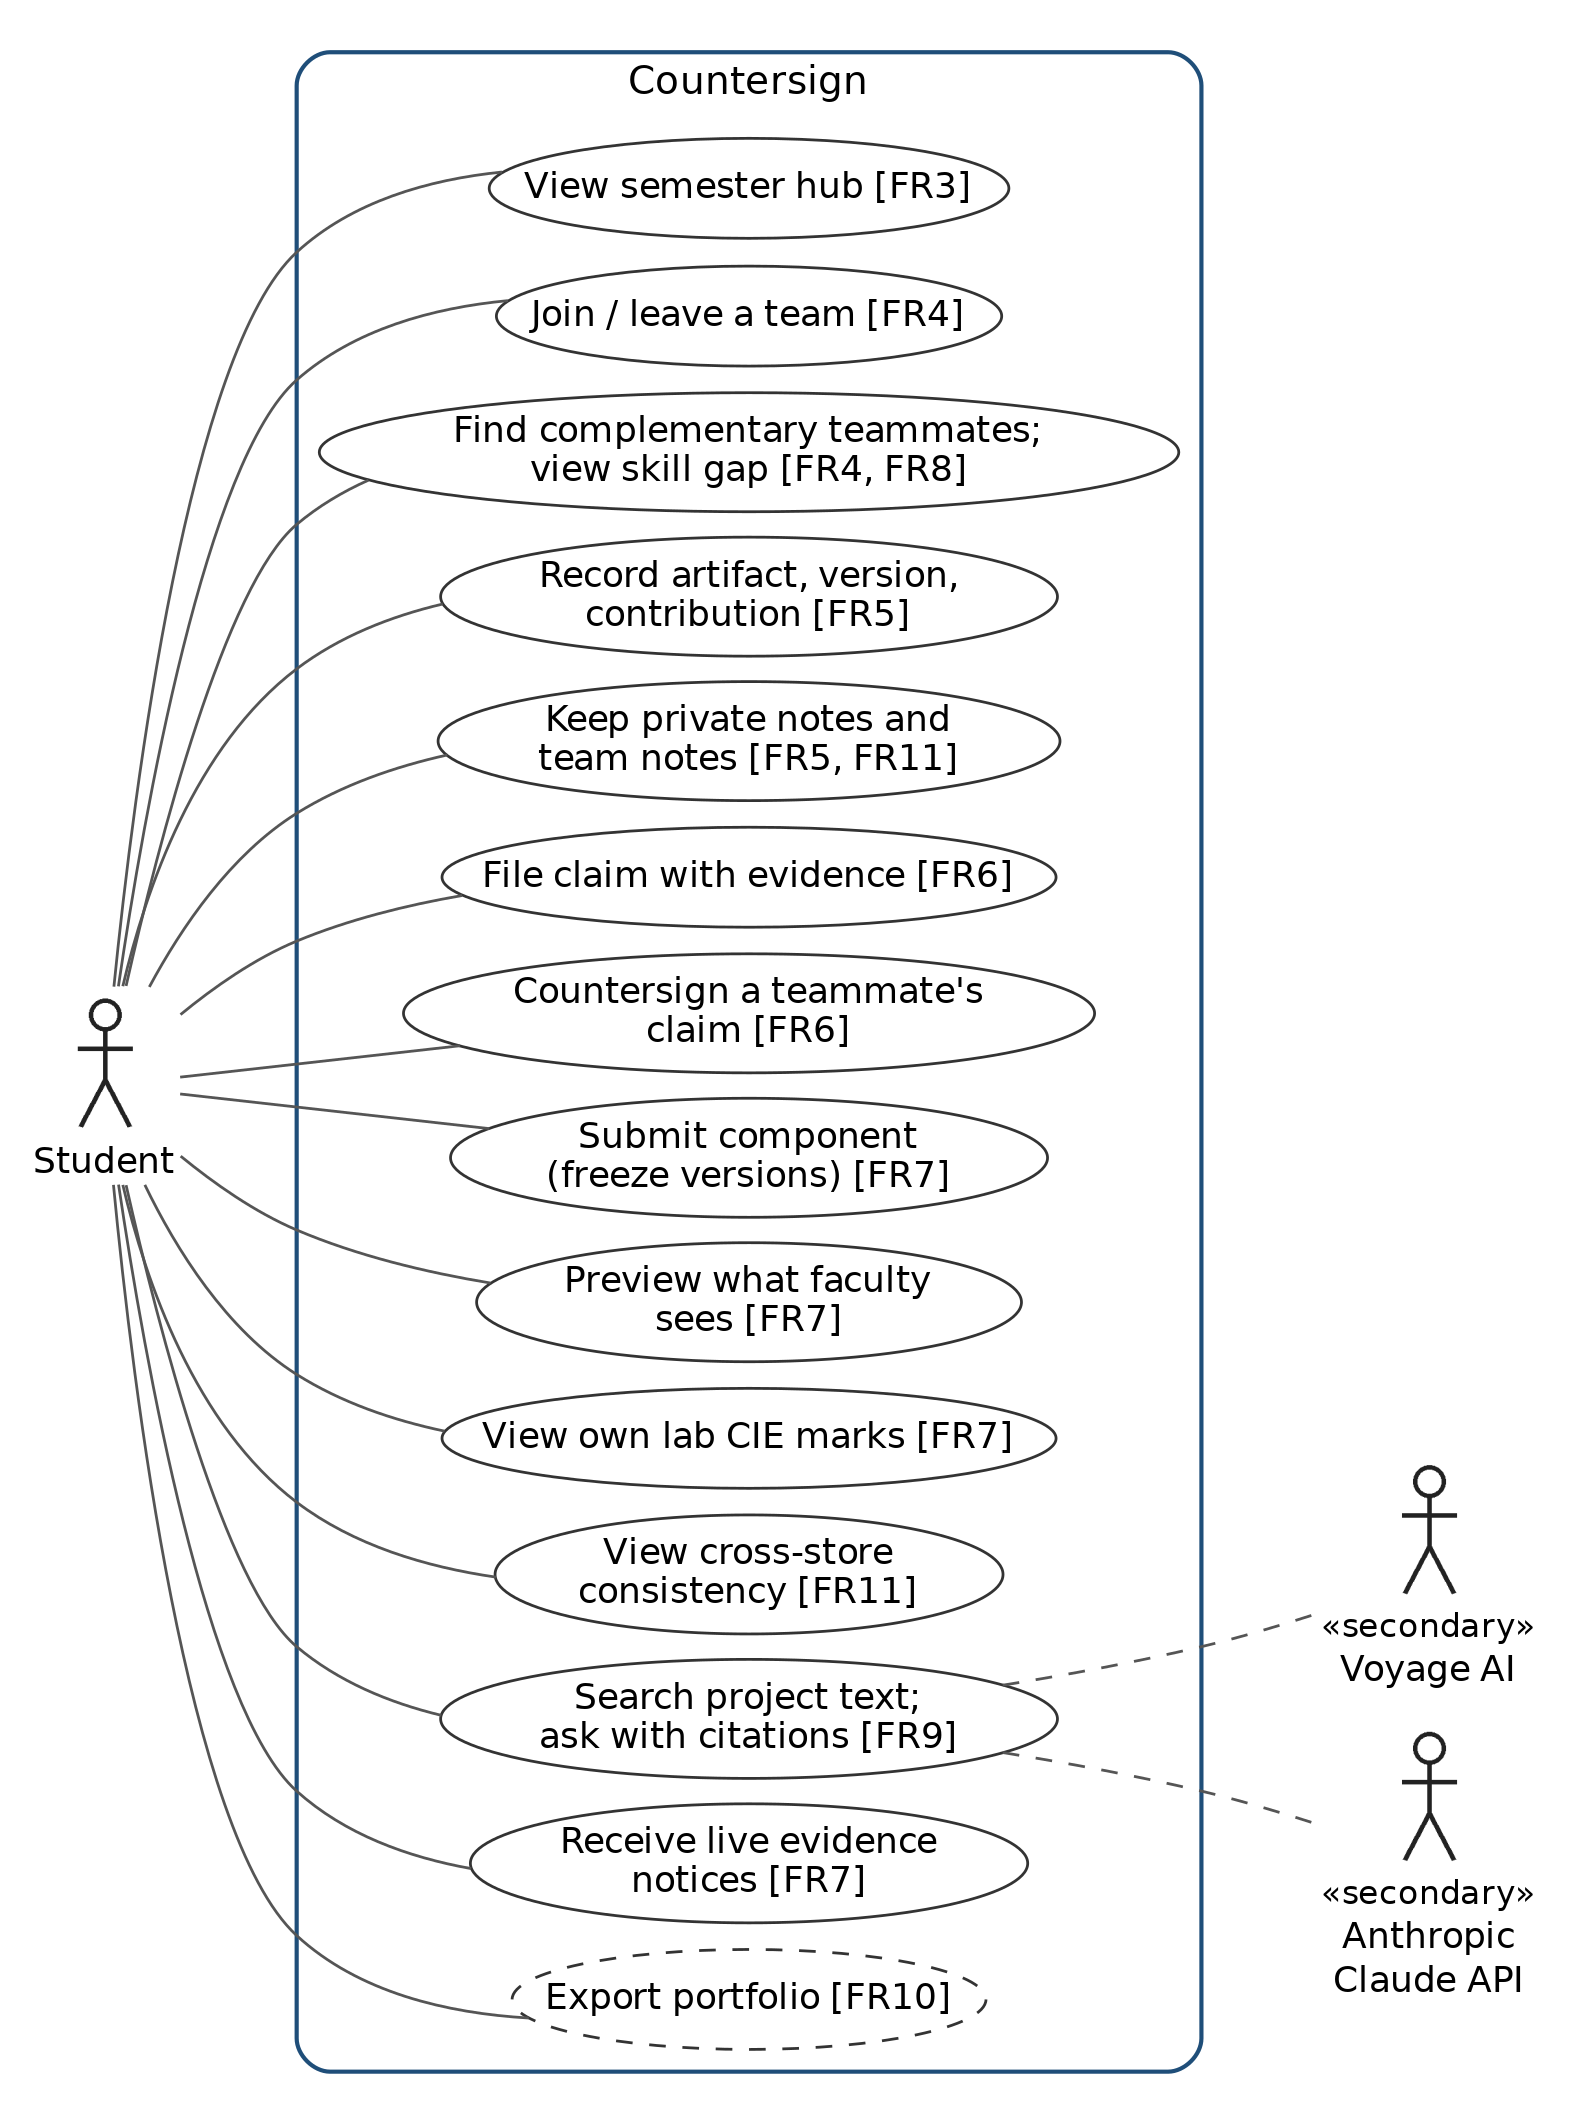 Countersign
View semester hub [FR3]
Join / leave a team [FR4]
Find complementary teammates;
view skill gap [FR4, FR8]
Record artifact, version,
contribution [FR5]
Keep private notes and
team notes [FR5, FR11]
File claim with evidence [FR6]
Countersign a teammate's
claim [FR6]
Student
Submit component
(freeze versions) [FR7]
Preview what faculty
sees [FR7]
View own lab CIE marks [FR7]
View cross-store
consistency [FR11]
Search project text;
ask with citations [FR9]
Receive live evidence
notices [FR7]
Export portfolio [FR10]
«secondary»
Voyage AI
«secondary»
Anthropic
Claude API